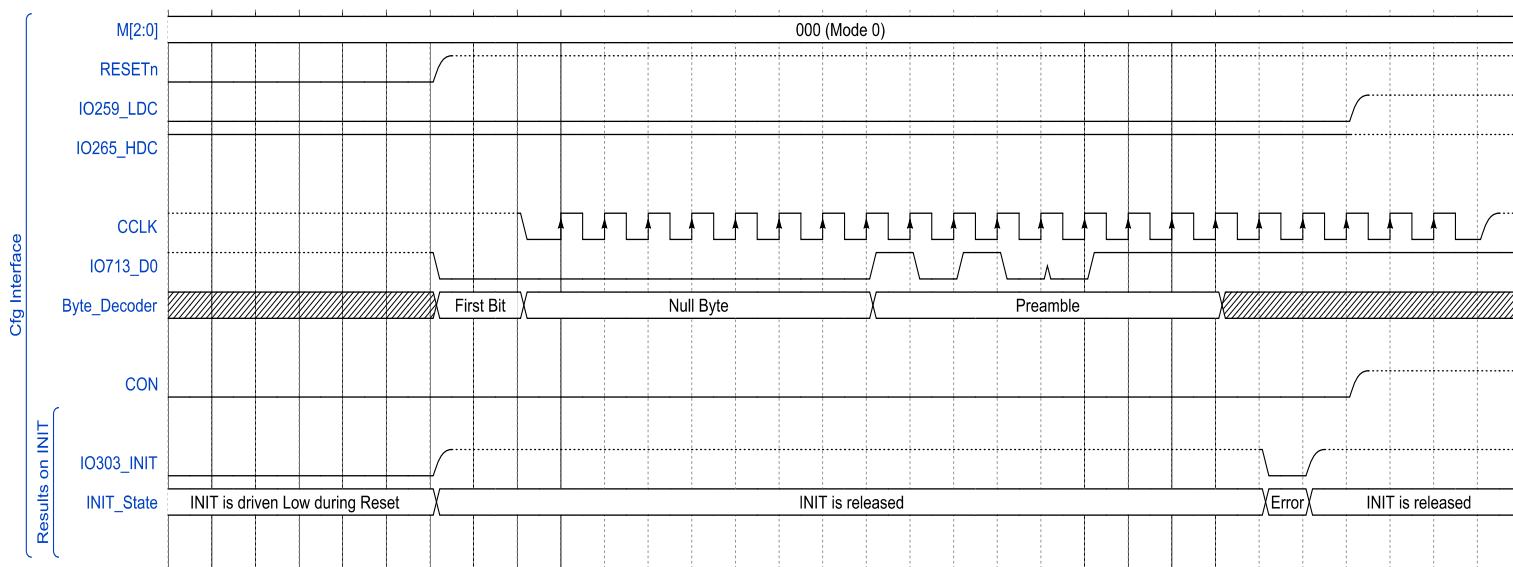 Cfg Interface
M[2:0]
000 (Mode 0)
RESETn
IO259_LDC
IO265_HDC
CCLK
IO713_D0
Byte_Decoder
First Bit
Null Byte
Preamble
CON
Results on INIT
IO303_INIT
INIT_State
INIT is driven Low during Reset
INIT is released
Error
INIT is released